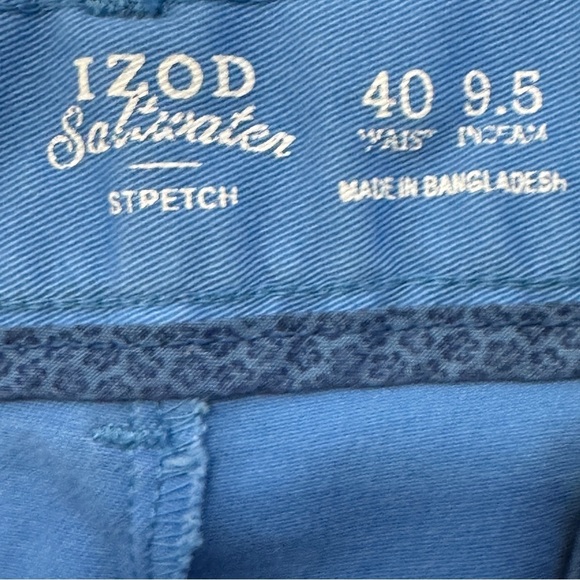 IZOD
Saltwater
STRETCH
40 9.5
WAIST INSEAM
MADE IN BANGLADESH